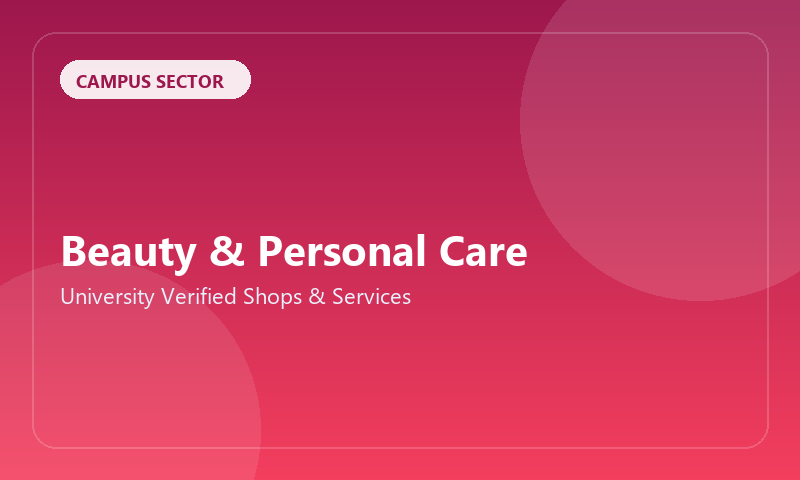 CAMPUS SECTOR
Beauty & Personal Care
University Verified Shops & Services